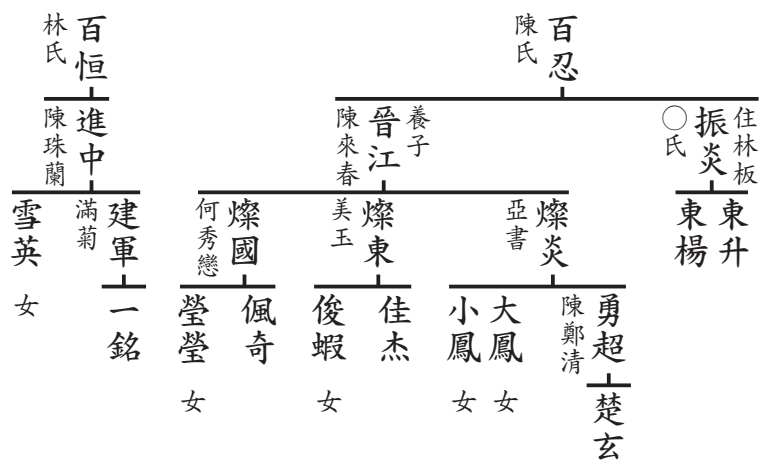 百忍
陳氏
百恒
林氏
住林板
振炎
○氏
養子
晉江
陳來春
進中
陳珠蘭
東升
東楊
燦炎
亞書
燦東
美玉
燦國
何秀戀
建軍
滿菊
雪英 女
勇超
陳鄭清
大鳳 女
小鳳 女
佳杰
俊蝦 女
佩奇
瑩瑩 女
一銘
楚玄